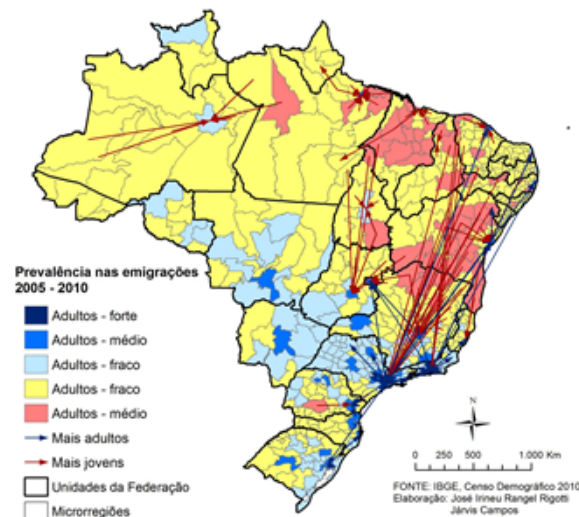 Prevalência nas emigrações
2005 - 2010
Adultos - forte
Adultos - médio
Adultos - fraco
Adultos - fraco
Adultos - médio
Mais adultos
Mais jovens
Unidades da Federação
Microrregiões
N
0 250 500 1.000 Km
FONTE: IBGE, Censo Demográfico 2010
Elaboração: José Irineu Rangel Rigotti
Járvis Campos